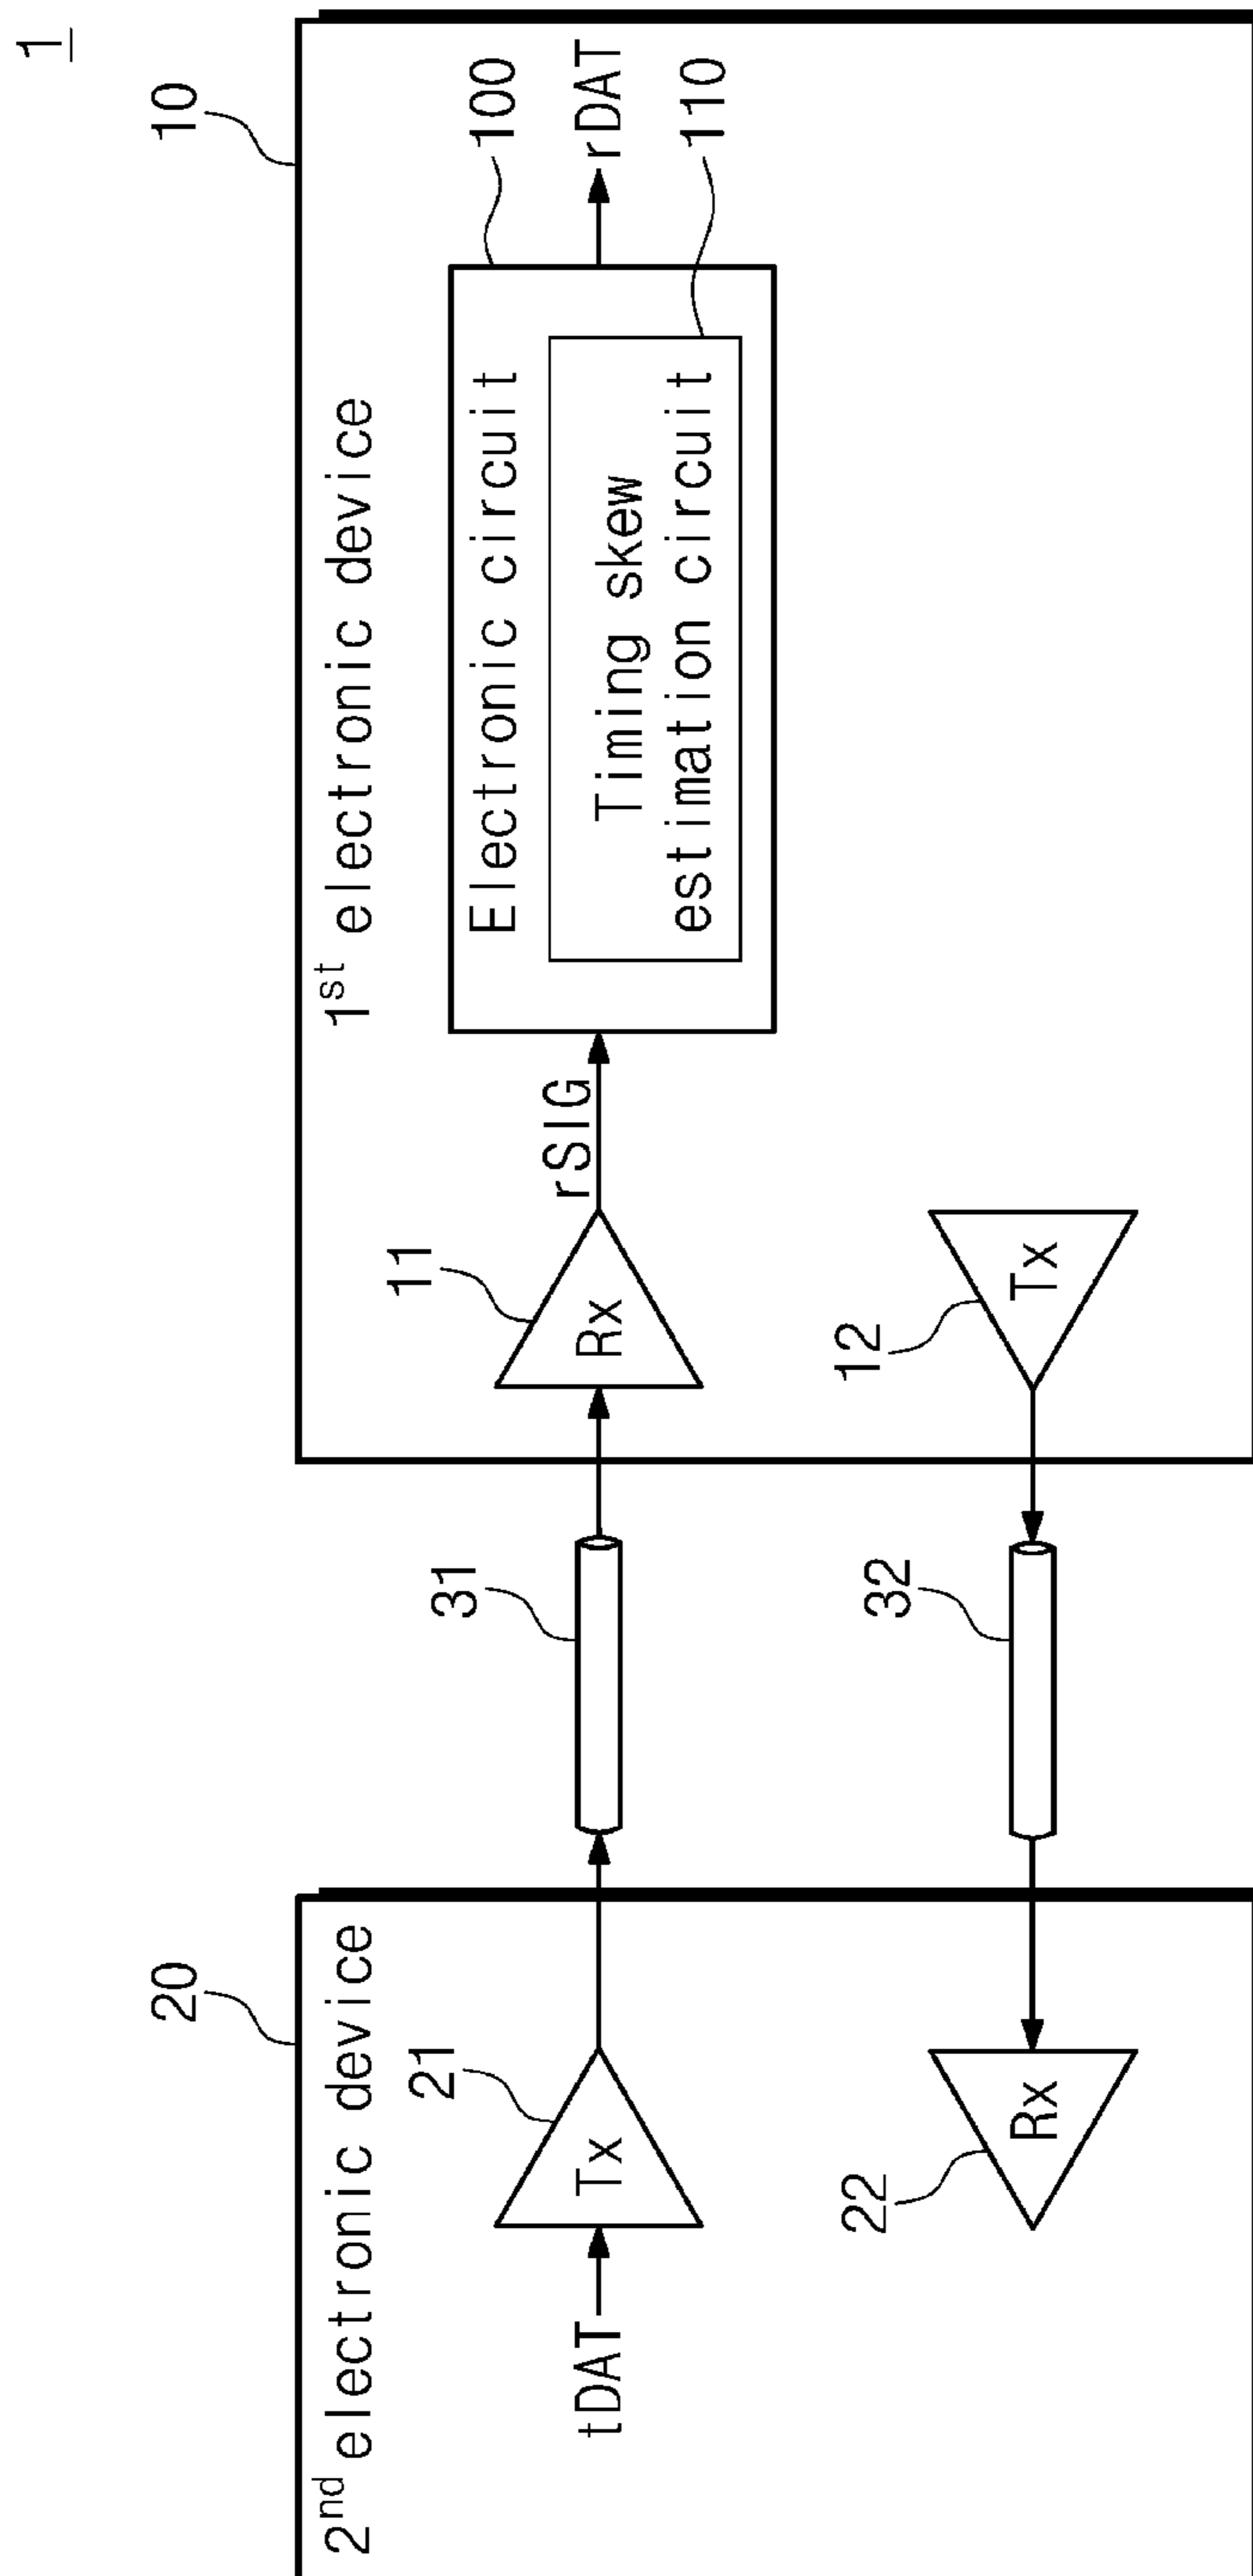 1
20
2nd electronic device
tDAT
Tx
21
Rx
22
31
32
10
1st electronic device
11
Rx
rSIG
12
Tx
Electronic circuit
100
Timing skew
estimation circuit
110
rDAT